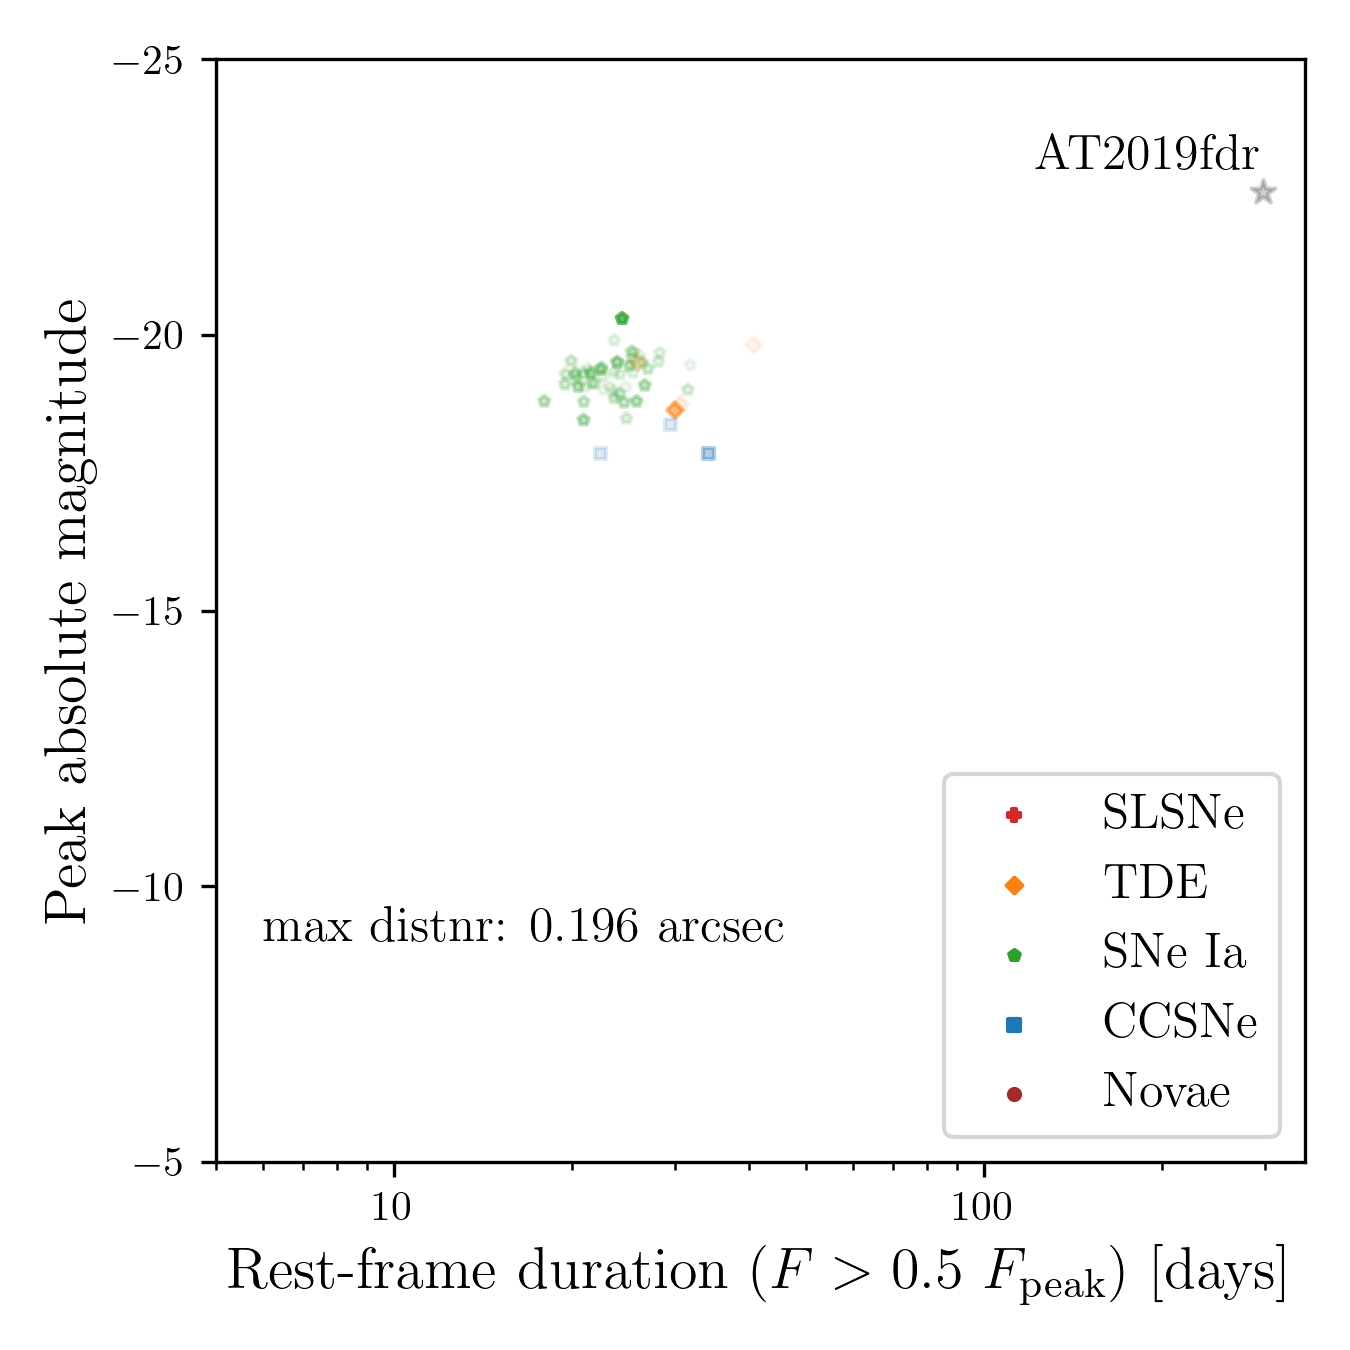 −25
AT2019fdr
−20
−15
−10
−5
Peak absolute magnitude
max distnr: 0.196 arcsec
SLSNe
TDE
SNe Ia
CCSNe
Novae
10 100
Rest-frame duration (F > 0.5 F_peak) [days]